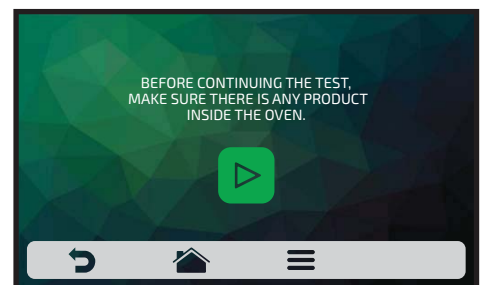 BEFORE CONTINUING THE TEST,
MAKE SURE THERE IS ANY PRODUCT
INSIDE THE OVEN.